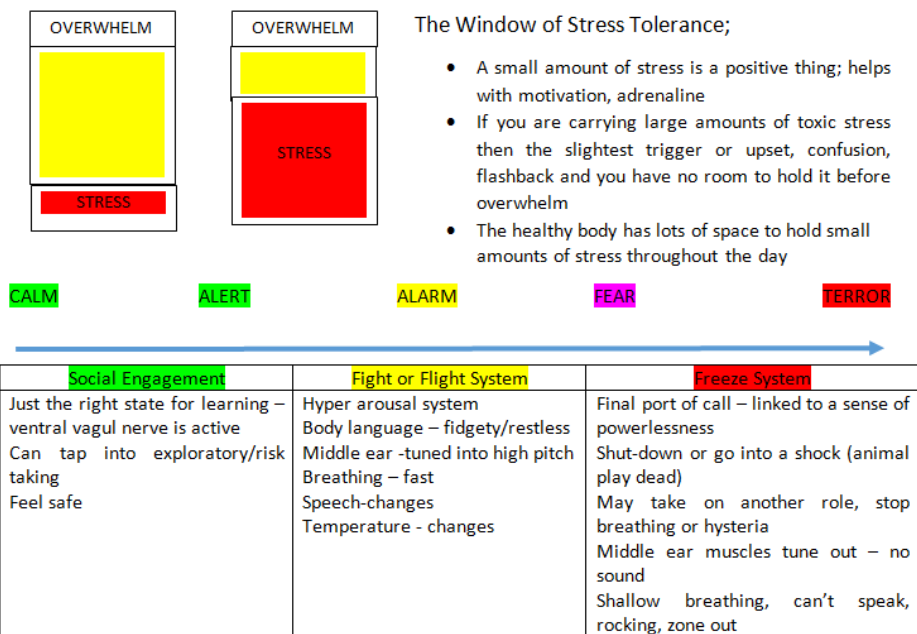 OVERWHELM
STRESS
OVERWHELM
STRESS
The Window of Stress Tolerance;
• A small amount of stress is a positive thing; helps
with motivation, adrenaline
• If you are carrying large amounts of toxic stress
then the slightest trigger or upset, confusion,
flashback and you have no room to hold it before
overwhelm
• The healthy body has lots of space to hold small
amounts of stress throughout the day
CALM
ALERT
ALARM
FEAR
TERROR
Social Engagement
Just the right state for learning –
ventral vagul nerve is active
Can tap into exploratory/risk
taking
Feel safe
Fight or Flight System
Hyper arousal system
Body language – fidgety/restless
Middle ear -tuned into high pitch
Breathing – fast
Speech-changes
Temperature - changes
Freeze System
Final port of call – linked to a sense of
powerlessness
Shut-down or go into a shock (animal
play dead)
May take on another role, stop
breathing or hysteria
Middle ear muscles tune out – no
sound
Shallow breathing, can’t speak,
rocking, zone out